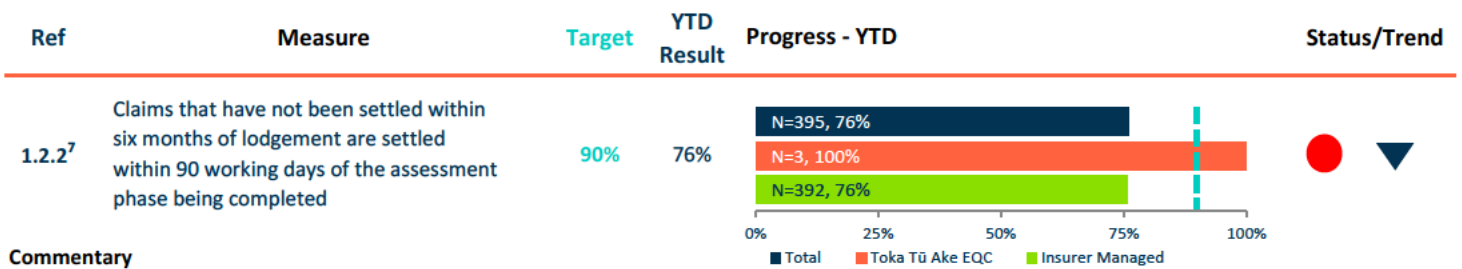 Ref Measure Target YTD Result Progress - YTD Status/Trend
Claims that have not been settled within
six months of lodgement are settled
within 90 working days of the assessment
phase being completed
1.2.2⁷
90%
76%
N=395, 76%
N=3, 100%
N=392, 76%
0% 25% 50% 75% 100%
Total Toka Tū Ake EQC Insurer Managed
Commentary